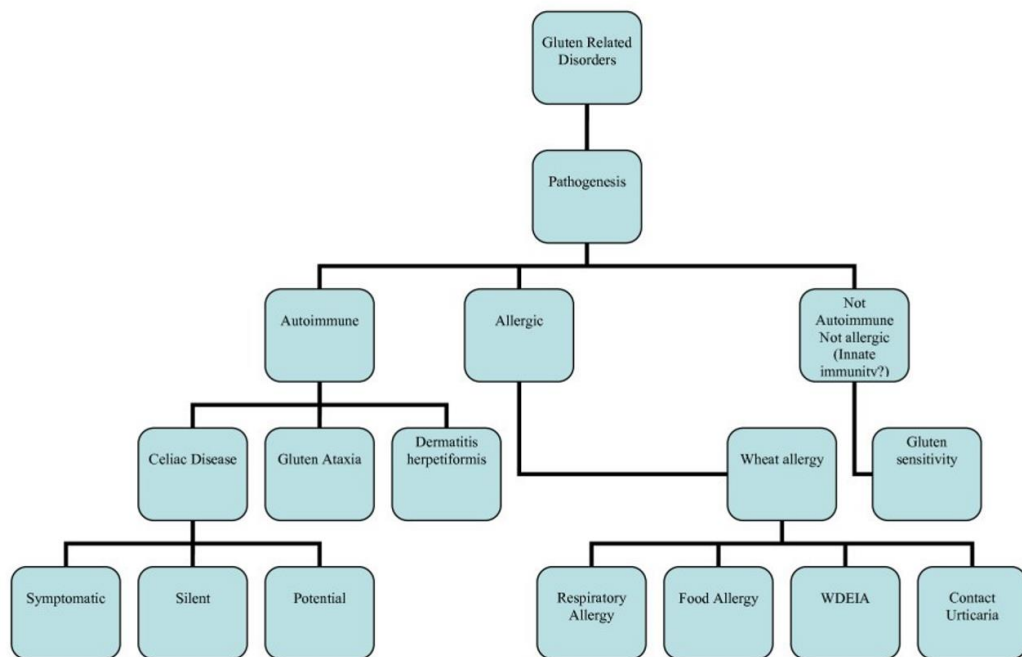 Gluten Related
Disorders
Pathogenesis
Autoimmune
Allergic
Not
Autoimmune
Not allergic
(Innate
immunity?)
Celiac Disease
Gluten Ataxia
Dermatitis
herpetiformis
Wheat allergy
Gluten
sensitivity
Symptomatic
Silent
Potential
Respiratory
Allergy
Food Allergy
WDEIA
Contact
Urticaria